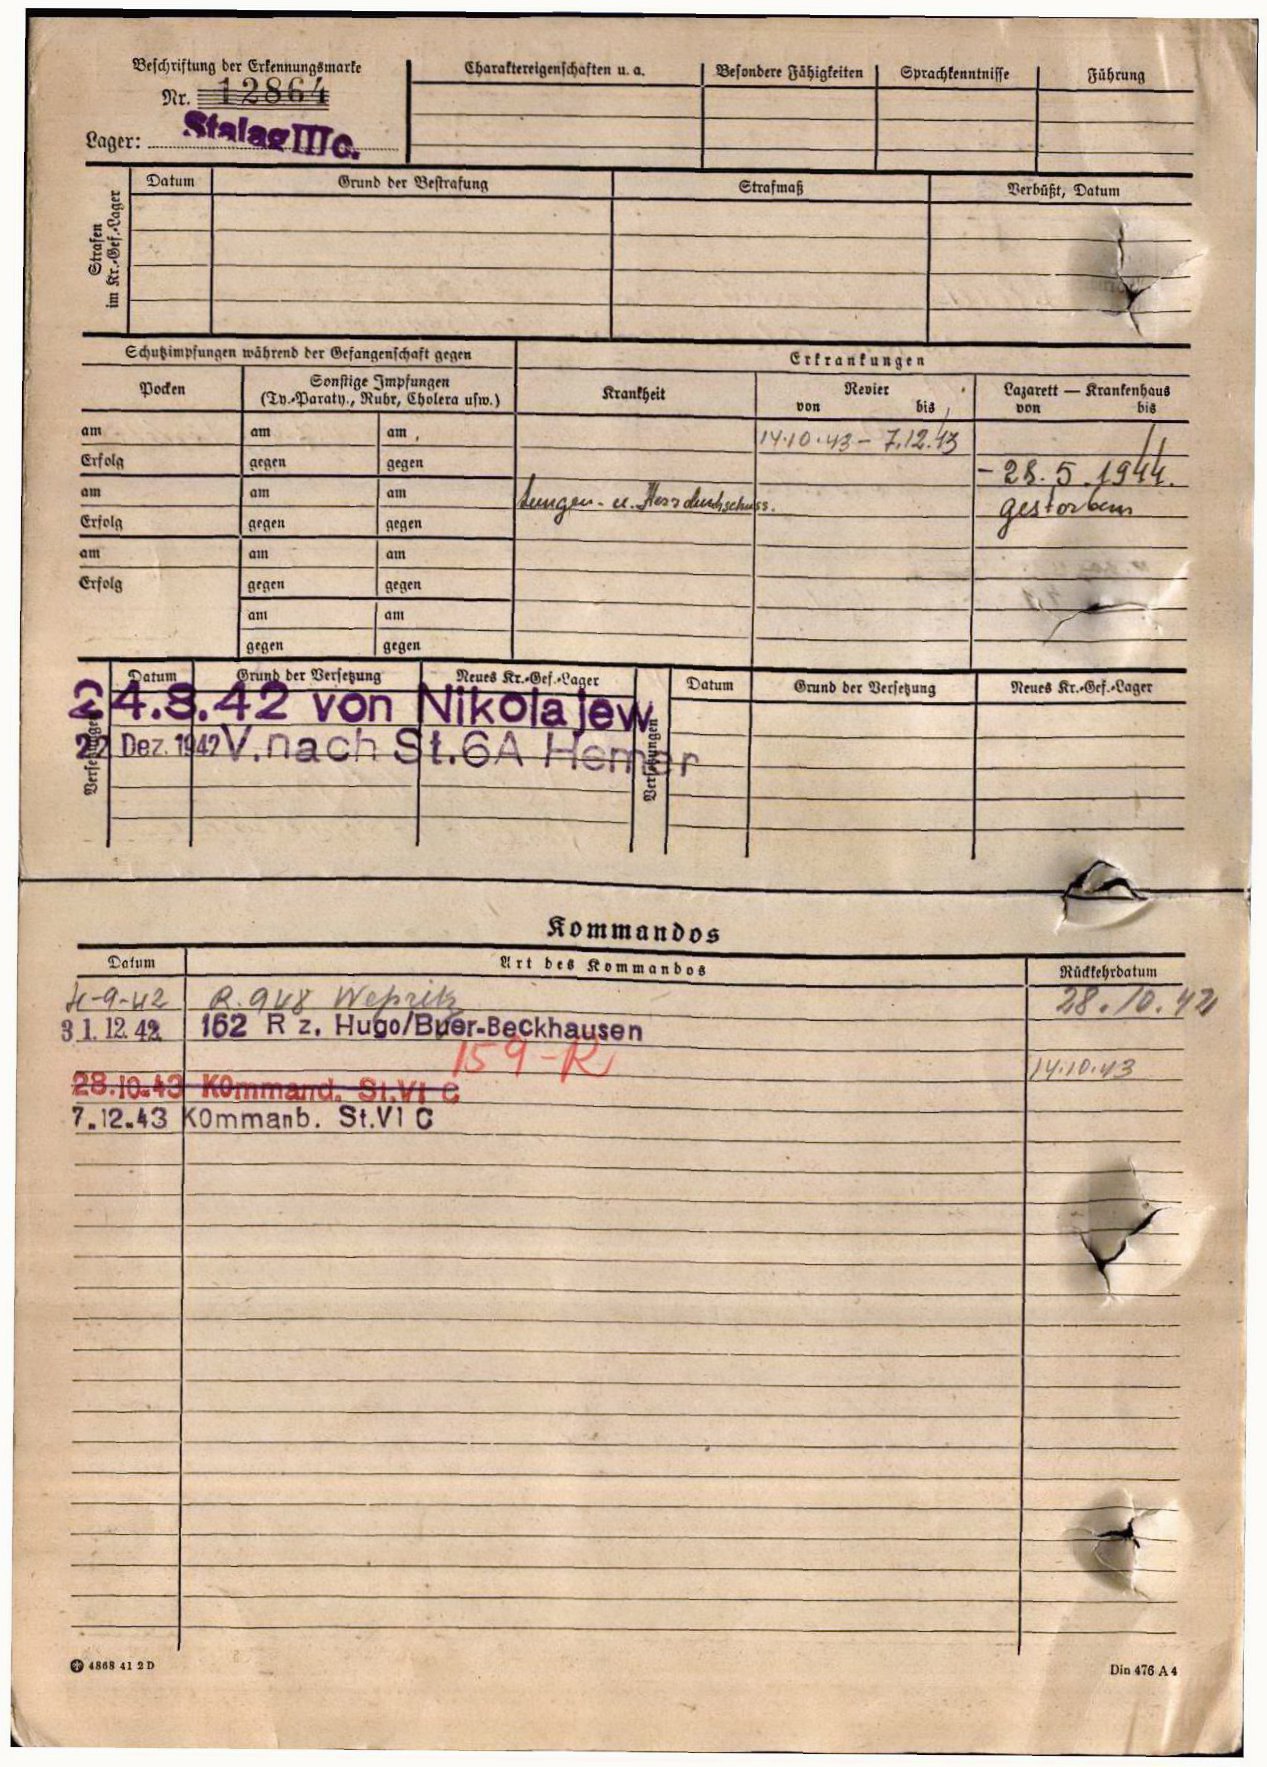 Beschriftung der Erkennungsmarke
Nr. 12864
Lager: Stalag III c.
Charaktereigenschaften u. a. Besondere Fähigkeiten Sprachkenntnisse Führung
Strafen
im Kr.-Gef.-Lager
Datum Grund der Bestrafung Strafmaß Verbüßt, Datum
Schutzimpfungen während der Gefangenschaft gegen
Pocken
Sonstige Impfungen
(Ty.-Paraty., Ruhr, Cholera usw.)
am am am
Erfolg gegen gegen
am am am
Erfolg gegen gegen
am am am
Erfolg gegen gegen
am am
gegen gegen
Erkrankungen
Krankheit Revier Lazarett — Krankenhaus
von bis von bis
14.10.43 – 7.12.43
– 28.5.1944.
Lungen- u. Herzdurchschuss. gestorben
Versetzungen
Datum Grund der Versetzung Neues Kr.-Gef.-Lager
24.8.42 von Nikolajew
22 Dez. 1942 V. nach St.6A Hemer
Versetzungen
Datum Grund der Versetzung Neues Kr.-Gef.-Lager
Kommandos
Datum Art des Kommandos Rückkehrdatum
4-9-42 R. 948 28.10.42
31.12.42 162 R z. Hugo/Buer-Beckhausen
159-R 14.10.43
28.10.43 K0mmand. St.VI C
7.12.43 K0mmanb. St.VI C
4868 41 2 D
Din 476 A 4